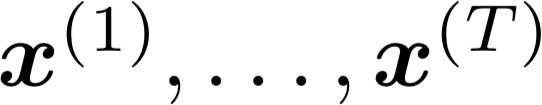 𝒙⁽¹⁾, . . . , 𝒙⁽ᵀ⁾